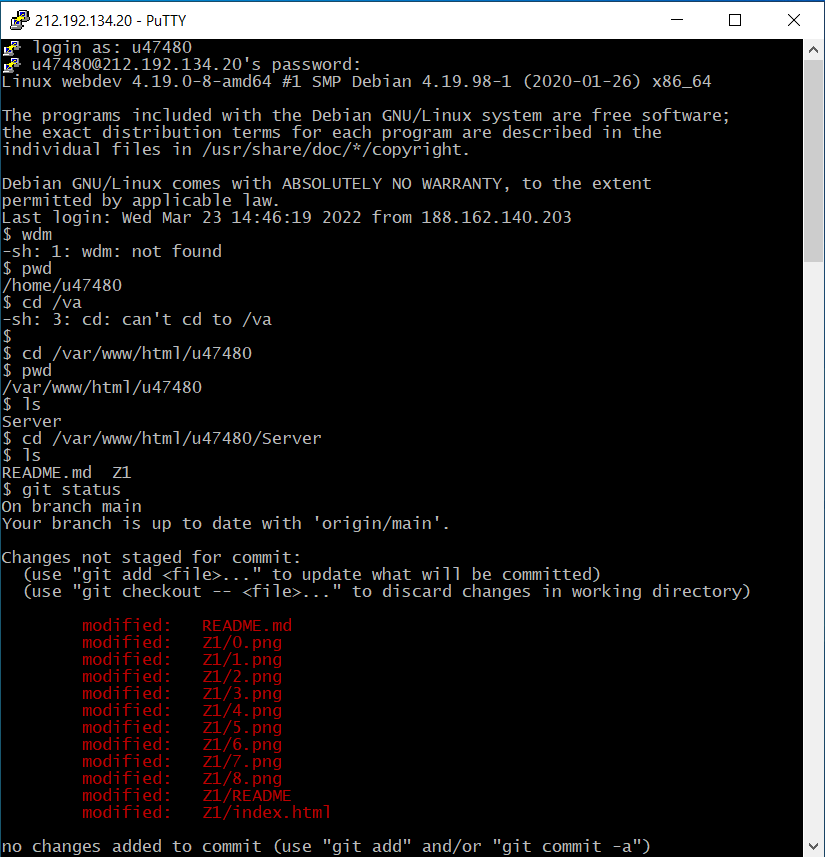 212.192.134.20 - PuTTY
login as: u47480
u47480@212.192.134.20's password:
Linux webdev 4.19.0-8-amd64 #1 SMP Debian 4.19.98-1 (2020-01-26) x86_64
The programs included with the Debian GNU/Linux system are free software;
the exact distribution terms for each program are described in the
individual files in /usr/share/doc/*/copyright.
Debian GNU/Linux comes with ABSOLUTELY NO WARRANTY, to the extent
permitted by applicable law.
Last login: Wed Mar 23 14:46:19 2022 from 188.162.140.203
$ wdm
-sh: 1: wdm: not found
$ pwd
/home/u47480
$ cd /va
-sh: 3: cd: can't cd to /va
$
$ cd /var/www/html/u47480
$ pwd
/var/www/html/u47480
$ ls
Server
$ cd /var/www/html/u47480/Server
$ ls
README.md  Z1
$ git status
On branch main
Your branch is up to date with 'origin/main'.
Changes not staged for commit:
  (use "git add <file>..." to update what will be committed)
  (use "git checkout -- <file>..." to discard changes in working directory)
        modified:   README.md
        modified:   Z1/0.png
        modified:   Z1/1.png
        modified:   Z1/2.png
        modified:   Z1/3.png
        modified:   Z1/4.png
        modified:   Z1/5.png
        modified:   Z1/6.png
        modified:   Z1/7.png
        modified:   Z1/8.png
        modified:   Z1/README
        modified:   Z1/index.html
no changes added to commit (use "git add" and/or "git commit -a")